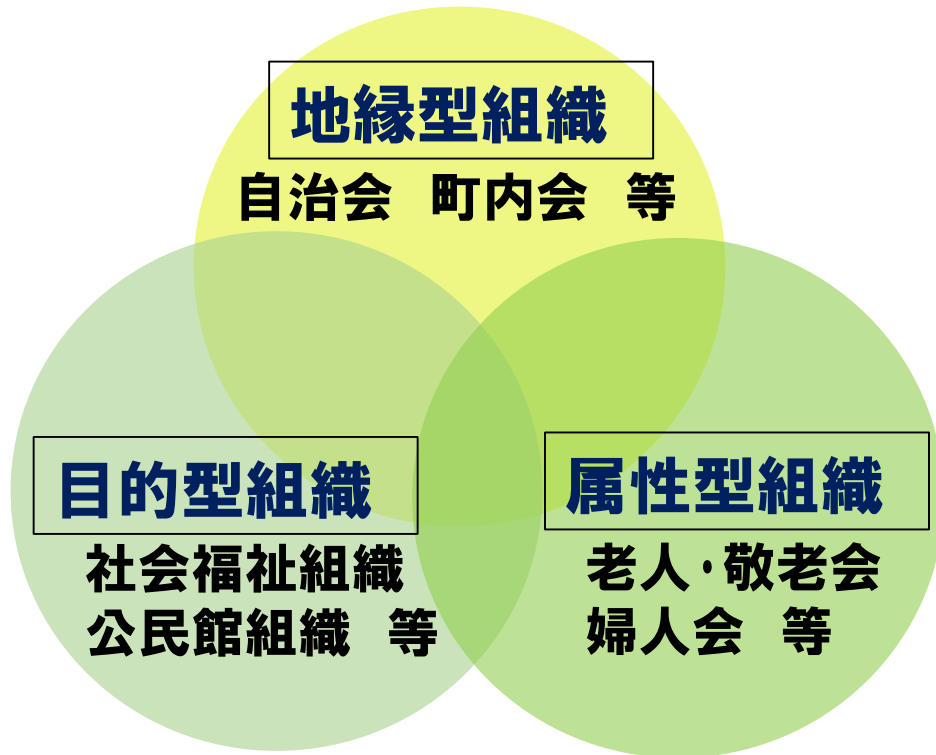 地縁型組織
自治会　町内会　等
目的型組織
社会福祉組織
公民館組織　等
属性型組織
老人・敬老会
婦人会　等